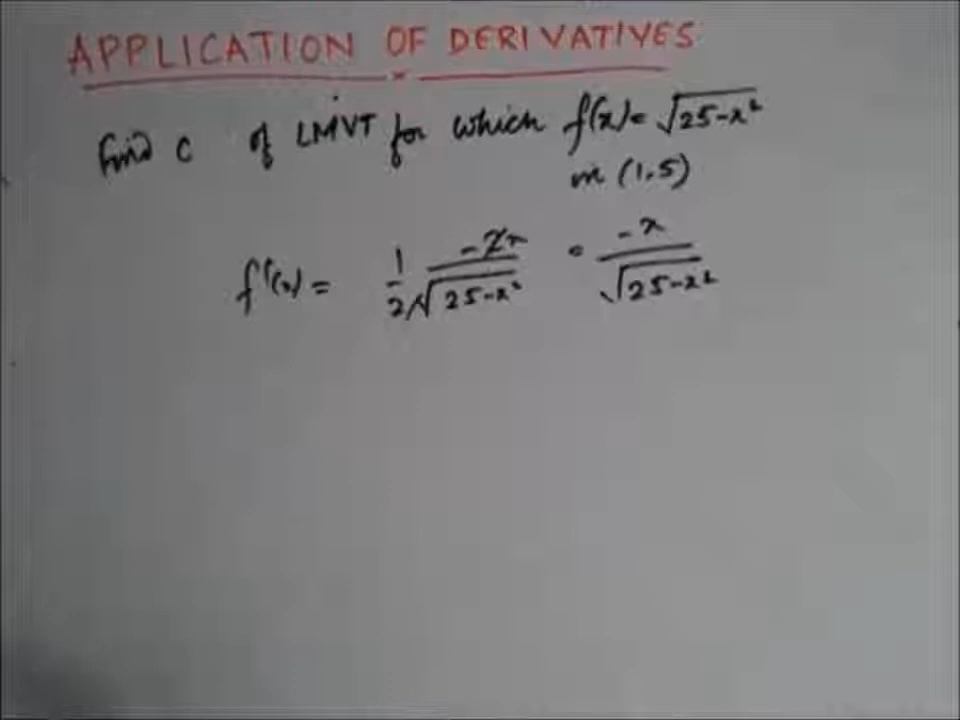 APPLICATION OF DERIVATIVES
Find c of LMVT for which f(x) = √25-x²
in (1,5)
f'(x) = 1/2 -2x/√25-x² = -x/√25-x²